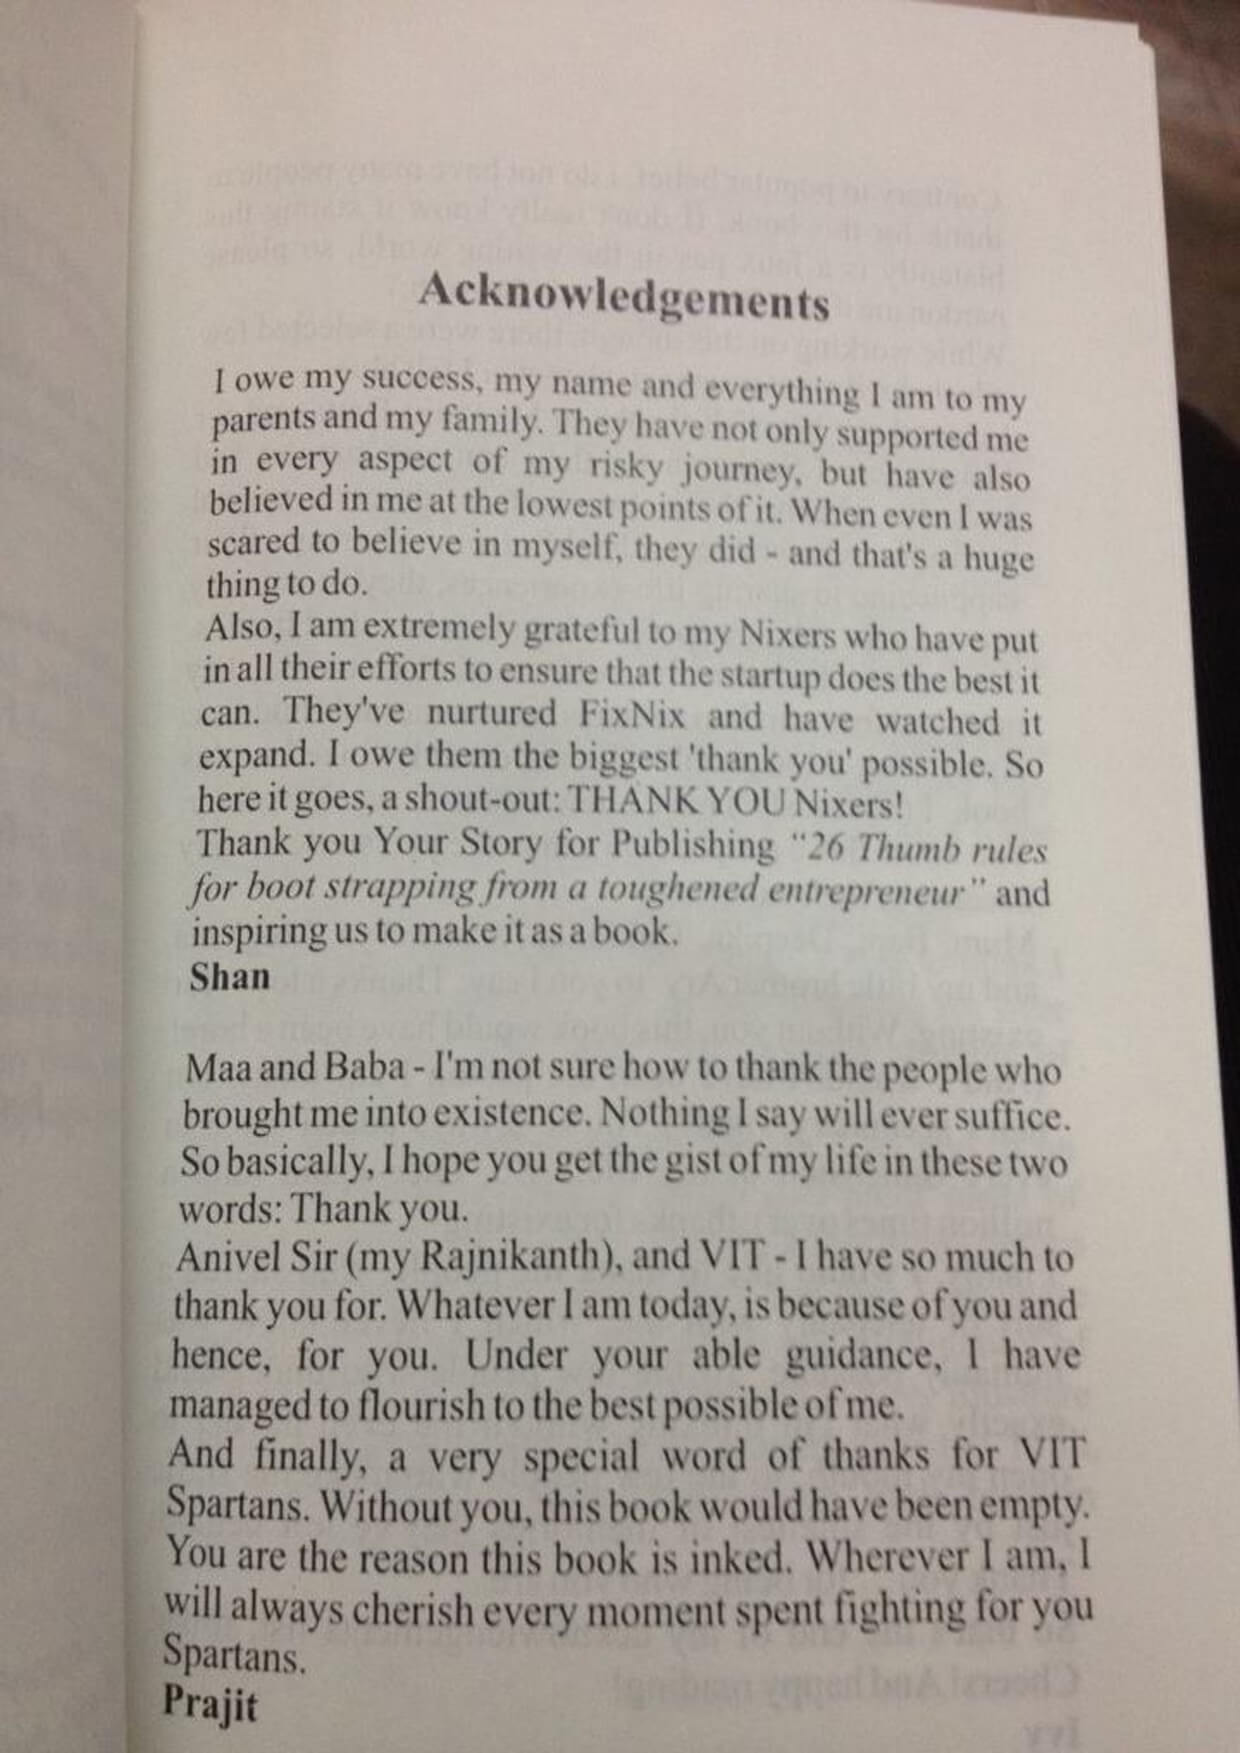 Acknowledgements
I owe my success, my name and everything I am to my
parents and my family. They have not only supported me
in every aspect of my risky journey, but have also
believed in me at the lowest points of it. When even I was
scared to believe in myself, they did - and that's a huge
thing to do.
Also, I am extremely grateful to my Nixers who have put
in all their efforts to ensure that the startup does the best it
can. They've nurtured FixNix and have watched it
expand. I owe them the biggest 'thank you' possible. So
here it goes, a shout-out: THANK YOU Nixers!
Thank you Your Story for Publishing “26 Thumb rules
for boot strapping from a toughened entrepreneur” and
inspiring us to make it as a book.
Shan
Maa and Baba - I'm not sure how to thank the people who
brought me into existence. Nothing I say will ever suffice.
So basically, I hope you get the gist of my life in these two
words: Thank you.
Anivel Sir (my Rajnikanth), and VIT - I have so much to
thank you for. Whatever I am today, is because of you and
hence, for you. Under your able guidance, I have
managed to flourish to the best possible of me.
And finally, a very special word of thanks for VIT
Spartans. Without you, this book would have been empty.
You are the reason this book is inked. Wherever I am, I
will always cherish every moment spent fighting for you
Spartans.
Prajit